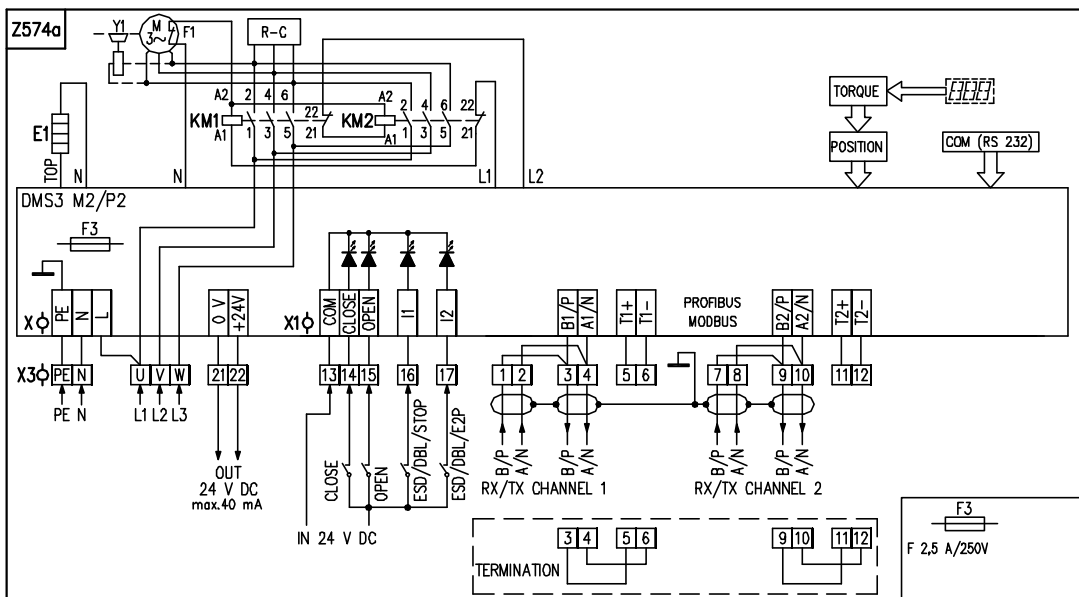 Z574a
Y1
M
3~
F1
R-C
A2 2 4 6
22
A2 2 4 6 22
KM1
21
KM2
A1 1 3 5
A1 1 3 5 21
E1
TOP
N
N
L1
L2
TORQUE
POSITION
COM (RS 232)
DMS3 M2/P2
F3
PE
N
L
0 V
+24V
COM
CLOSE
OPEN
I1
I2
B1/P
A1/N
T1+
T1-
PROFIBUS
MODBUS
B2/P
A2/N
T2+
T2-
X
X1
X3
PE N U V W 21 22 13 14 15 16 17 1 2 3 4 5 6 7 8 9 10 11 12
PE N L1 L2 L3
OUT
24 V DC
max.40 mA
CLOSE
OPEN
ESD/DBL/STOP
ESD/DBL/E2P
IN 24 V DC
B/P
A/N
B/P
A/N
RX/TX CHANNEL 1
B/P
A/N
B/P
A/N
RX/TX CHANNEL 2
3 4 5 6 9 10 11 12
TERMINATION
F3
F 2,5 A/250V